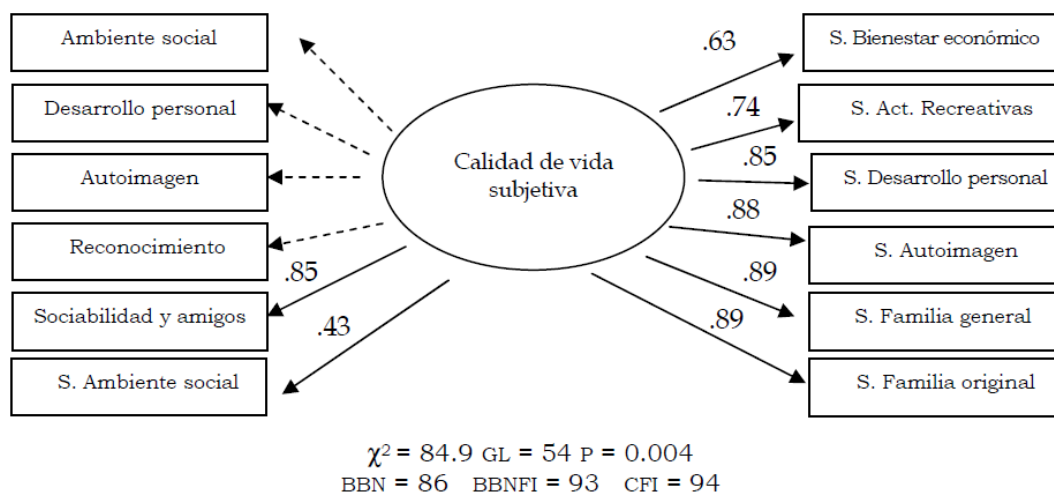 Ambiente social
Desarrollo personal
Autoimagen
Reconocimiento
Sociabilidad y amigos
S. Ambiente social
.85
.43
Calidad de vida
subjetiva
.63
.74
.85
.88
.89
.89
S. Bienestar económico
S. Act. Recreativas
S. Desarrollo personal
S. Autoimagen
S. Familia general
S. Familia original
χ² = 84.9 GL = 54 P = 0.004
BBN = 86 BBNFI = 93 CFI = 94